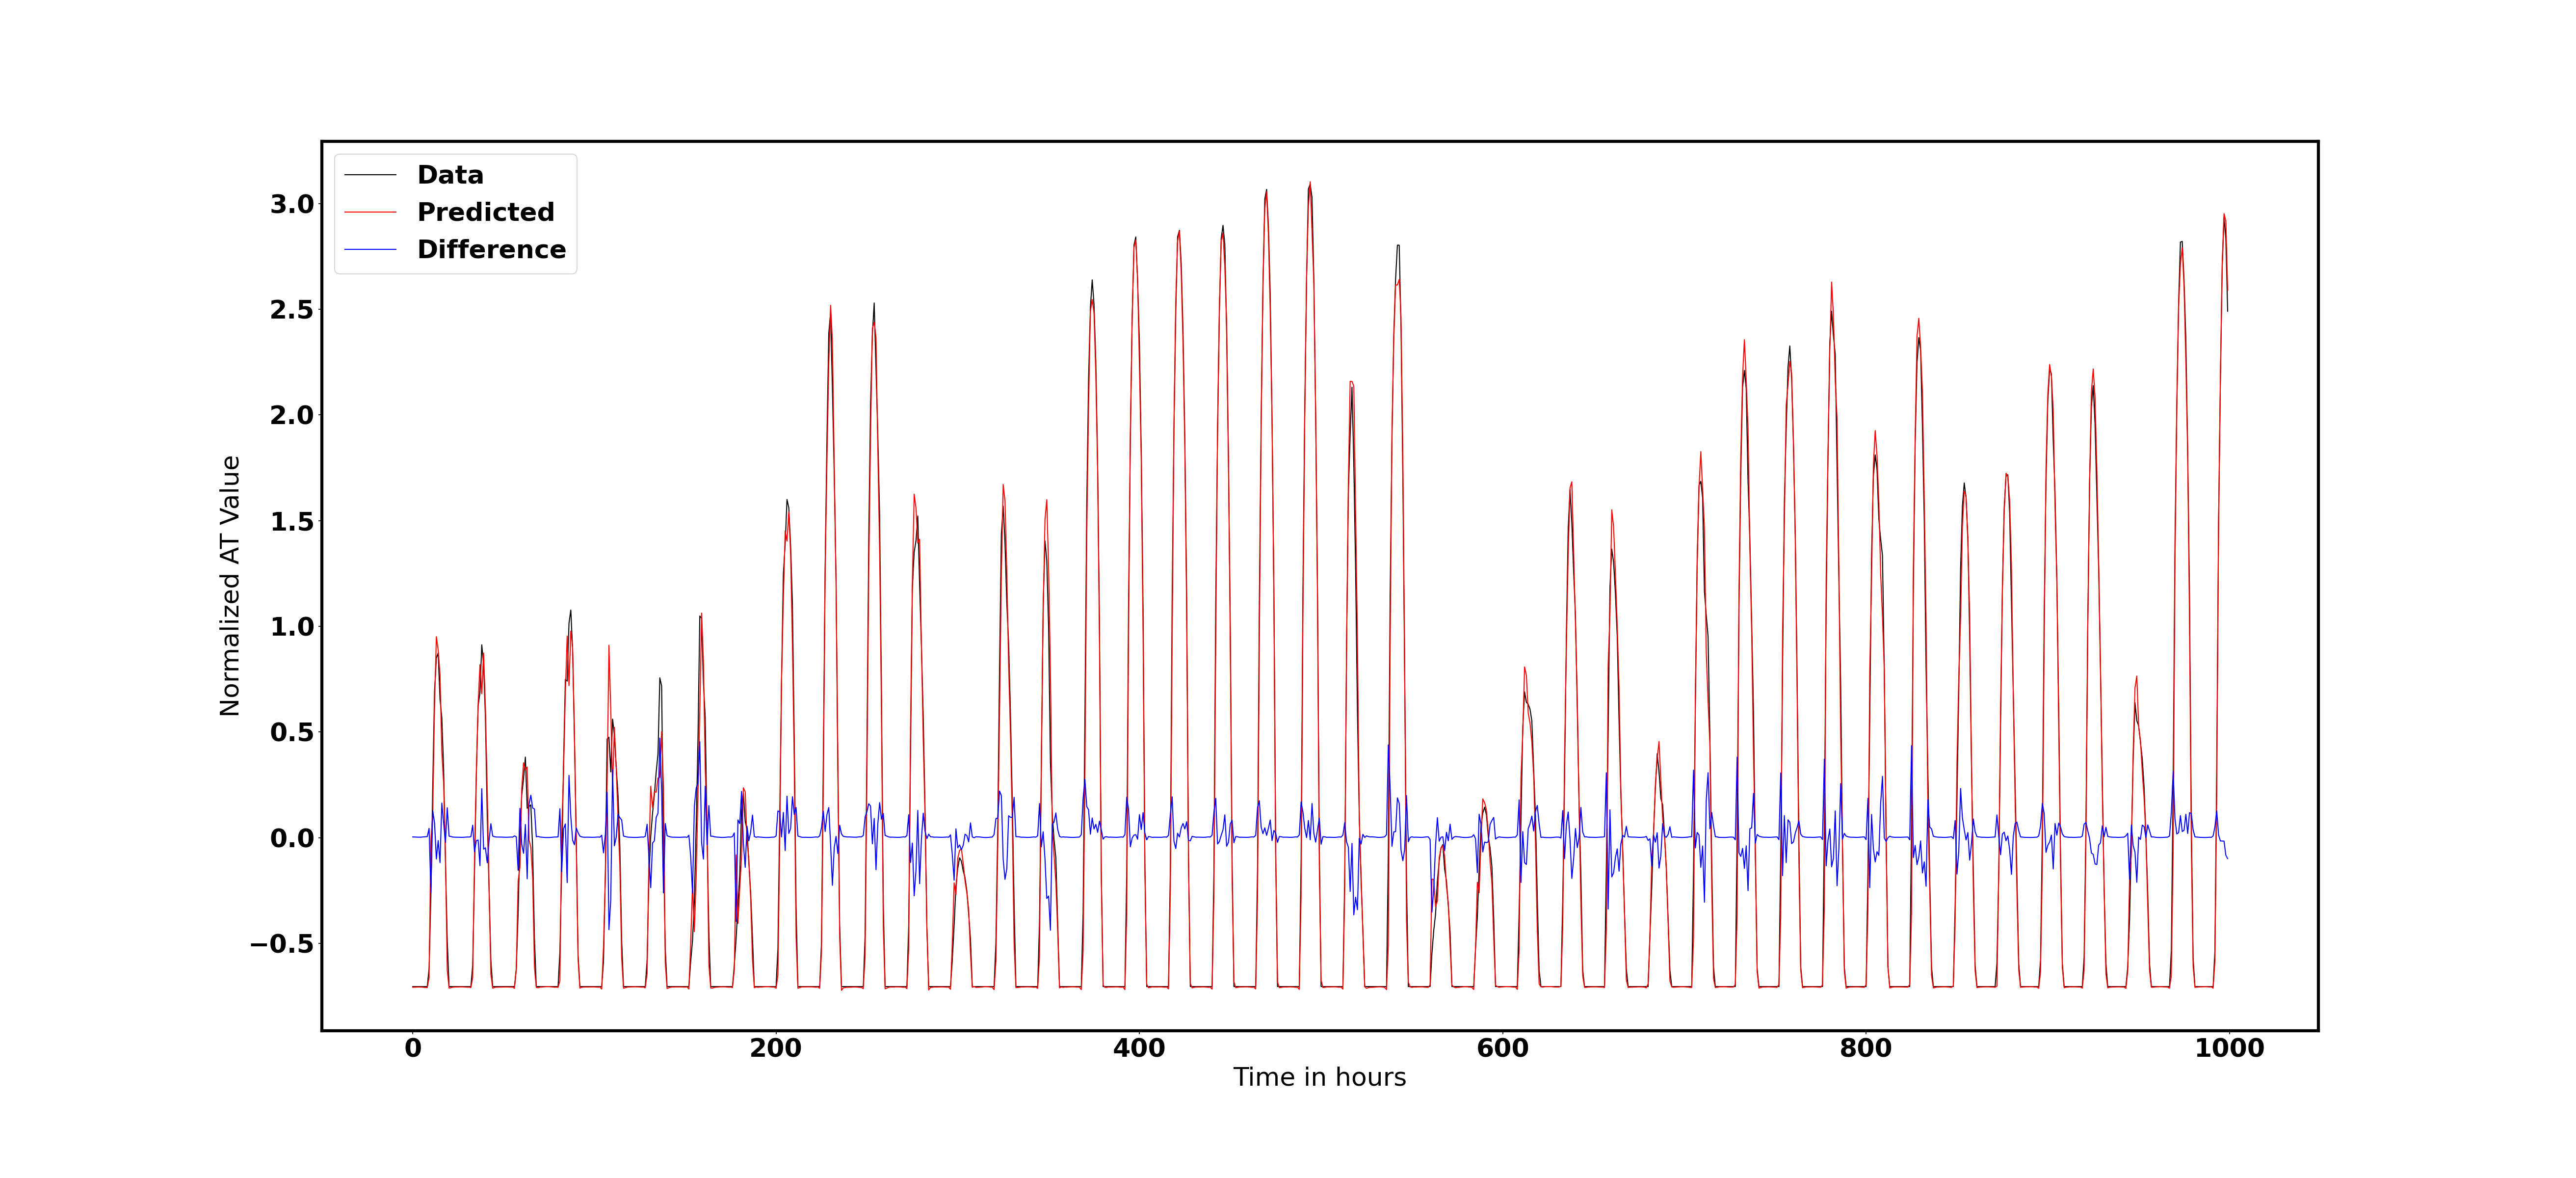 Data
Predicted
Difference
3.0
2.5
2.0
1.5
1.0
0.5
0.0
−0.5
Normalized AT Value
0 200 400 600 800 1000
Time in hours